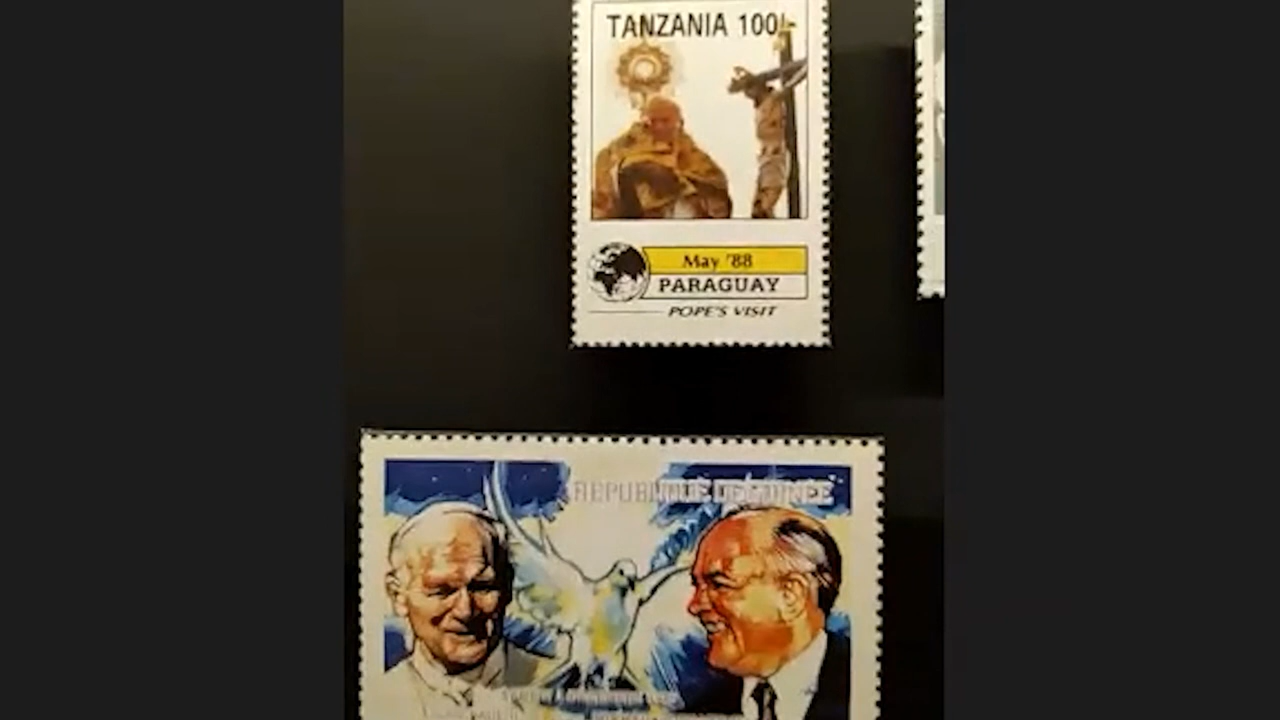 TANZANIA 100/-
May '88
PARAGUAY
POPE'S VISIT
REPUBLIQUE DE GUINEE